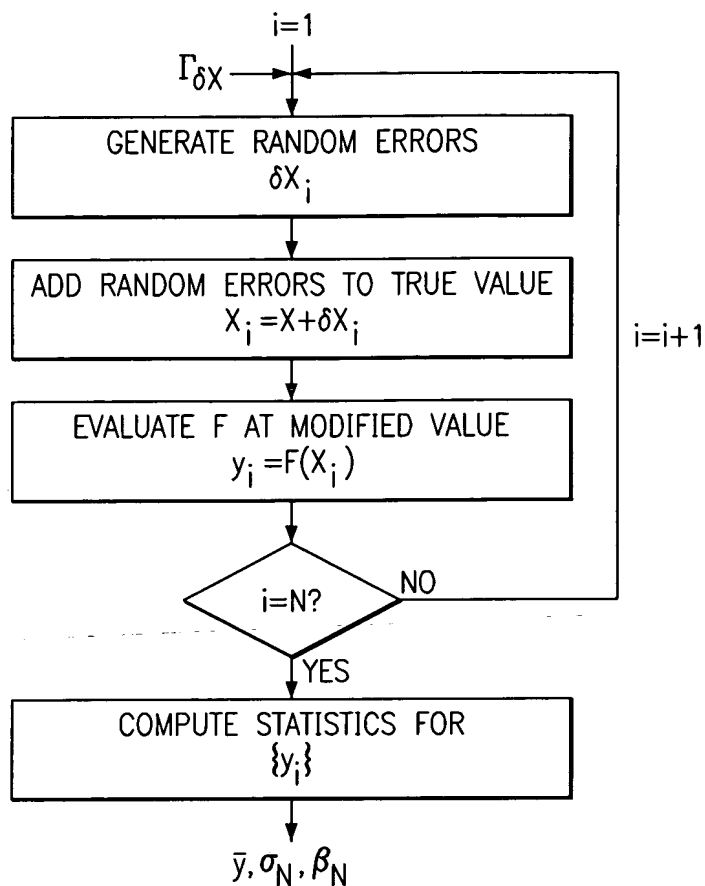 i=1
Γ_δX
GENERATE RANDOM ERRORS
δX_i
ADD RANDOM ERRORS TO TRUE VALUE
X_i=X+δX_i
i=i+1
EVALUATE F AT MODIFIED VALUE
y_i=F(X_i)
i=N?
NO
YES
COMPUTE STATISTICS FOR
{y_i}
ȳ, σ_N, β_N